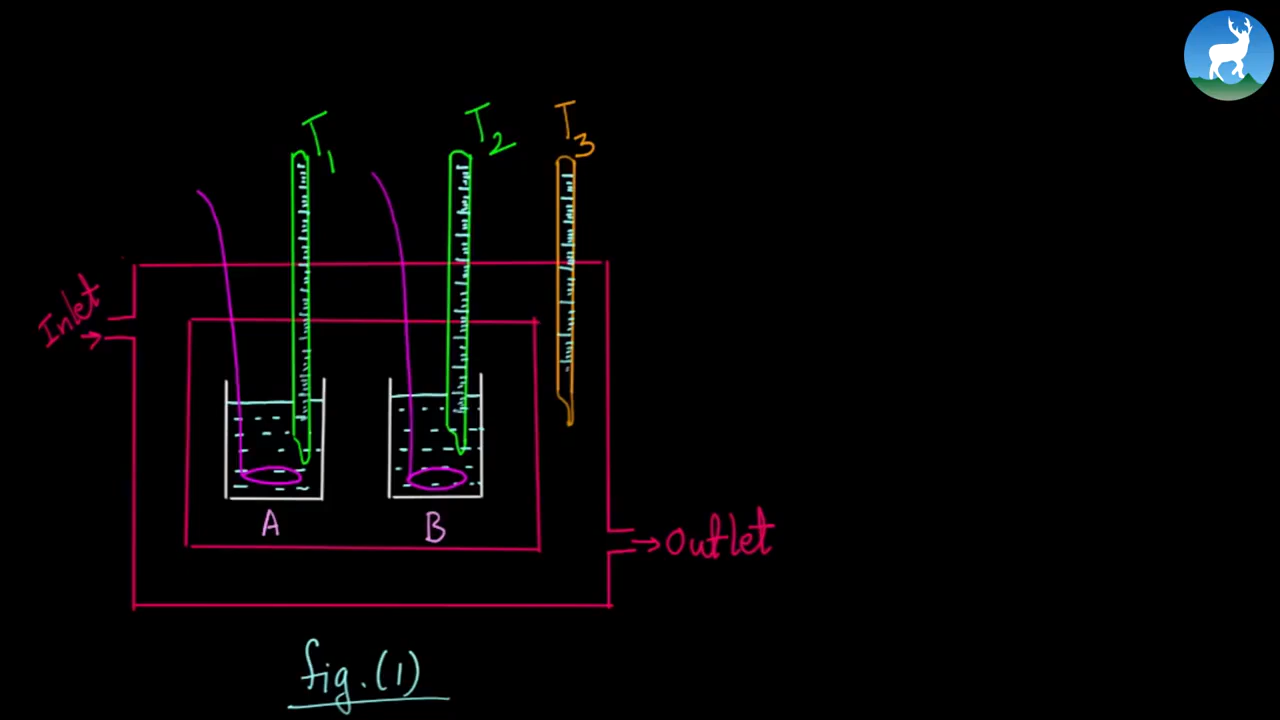 T1
T2
T3
Inlet
→
A
B
→ Outlet
fig.(1)